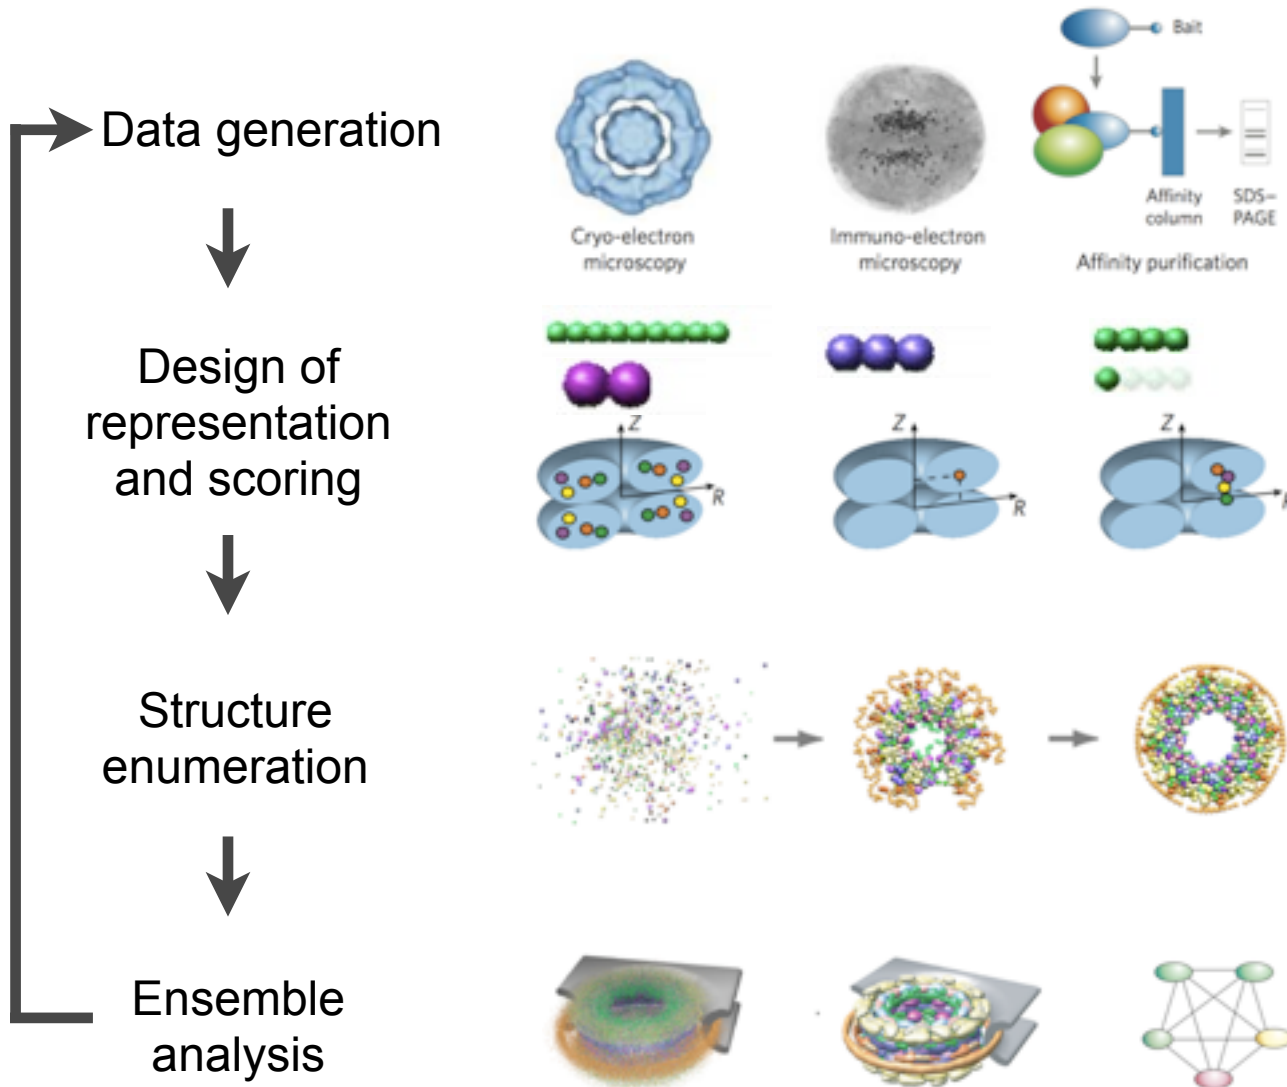 Data generation
Bait
Affinity
column
SDS–
PAGE
Cryo-electron
microscopy
Immuno-electron
microscopy
Affinity purification
Design of
representation
and scoring
Z
R
Z
R
Z
R
Structure
enumeration
Ensemble
analysis